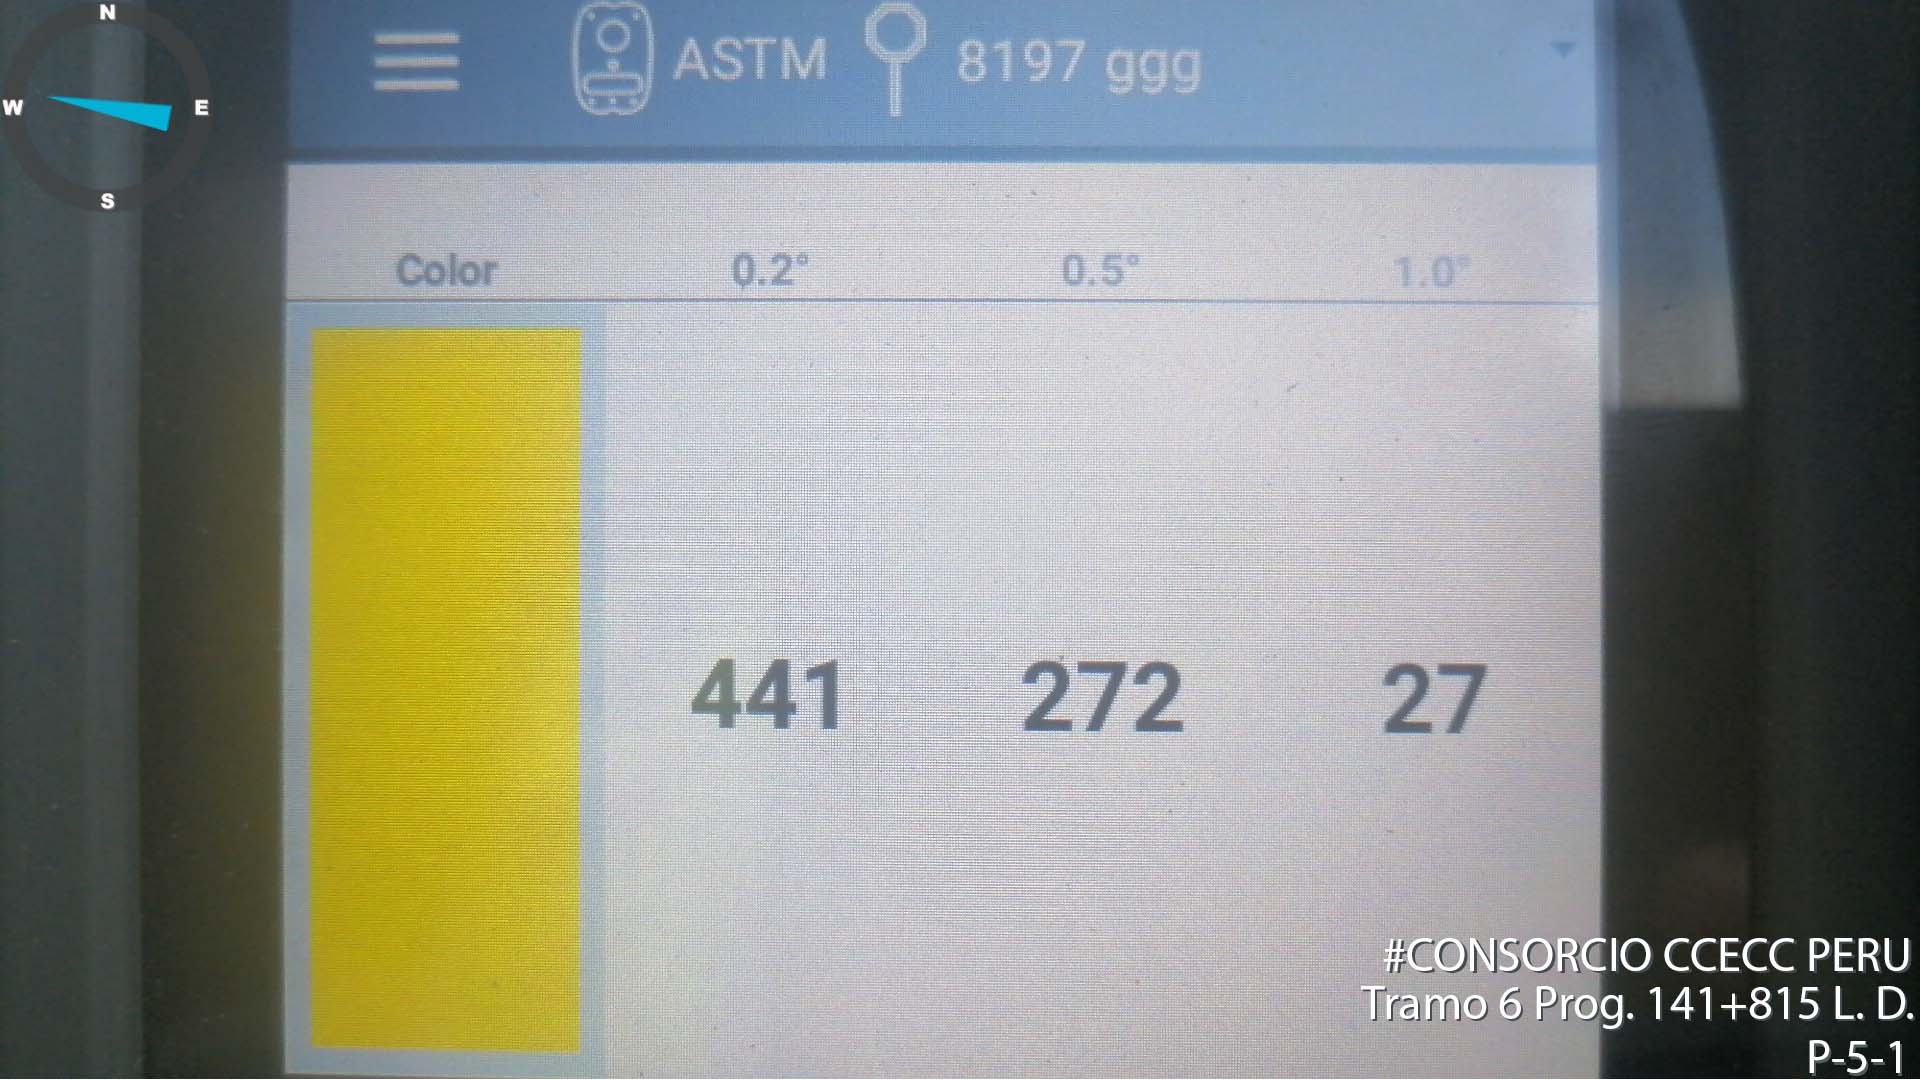 N
W E
S
ASTM 8197 ggg
Color 0.2° 0.5° 1.0°
441 272 27
#CONSORCIO CCECC PERU
Tramo 6 Prog. 141+815 L. D.
P-5-1